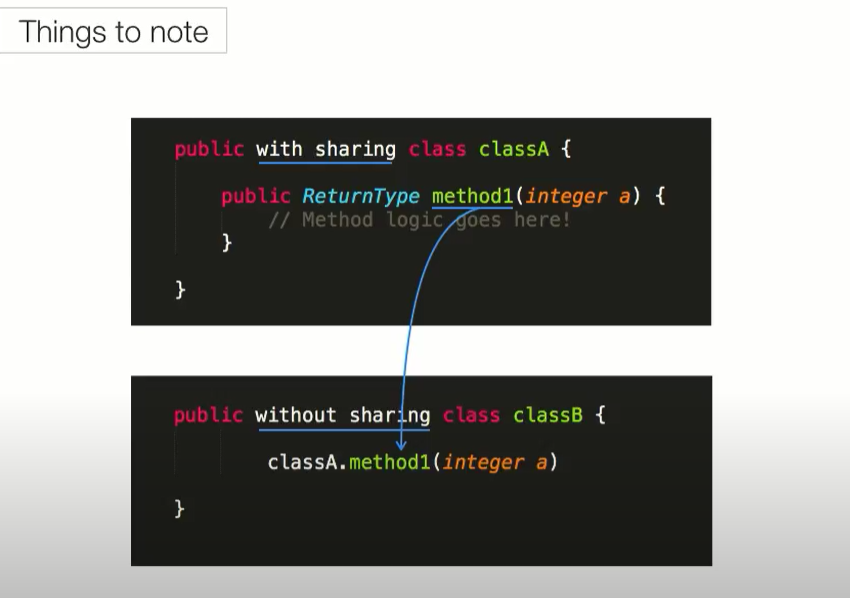 Things to note
public with sharing class classA {
public ReturnType method1(integer a) {
// Method logic goes here!
}
}
public without sharing class classB {
classA.method1(integer a)
}